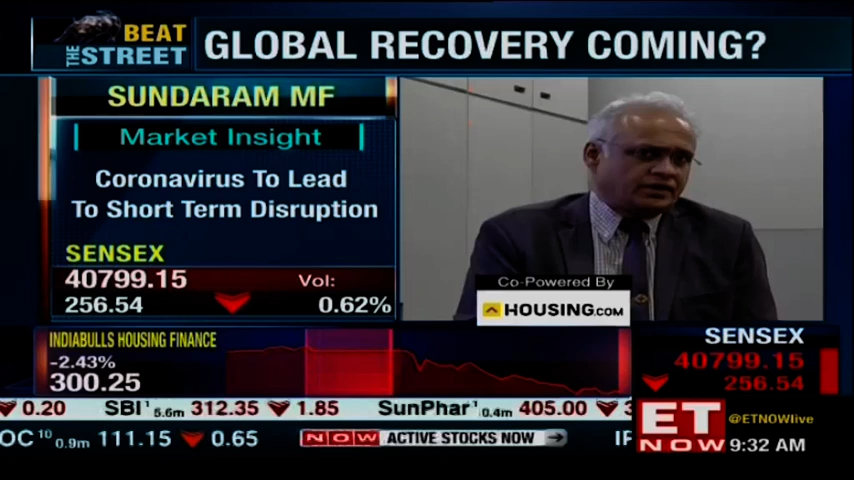 BEAT
THE STREET
GLOBAL RECOVERY COMING?
SUNDARAM MF
Market Insight
Coronavirus To Lead
To Short Term Disruption
SENSEX
40799.15 Vol:
256.54 0.62%
Co-Powered By
HOUSING.COM
INDIABULLS HOUSING FINANCE
-2.43%
300.25
SENSEX
40799.15
256.54
0.20 SBI 1 5.6m 312.35 1.85 SunPhar 1 0.4m 405.00
OC 10 0.9m 111.15 0.65 NOW ACTIVE STOCKS NOW
ET
NOW
@ETNOWlive
9:32 AM